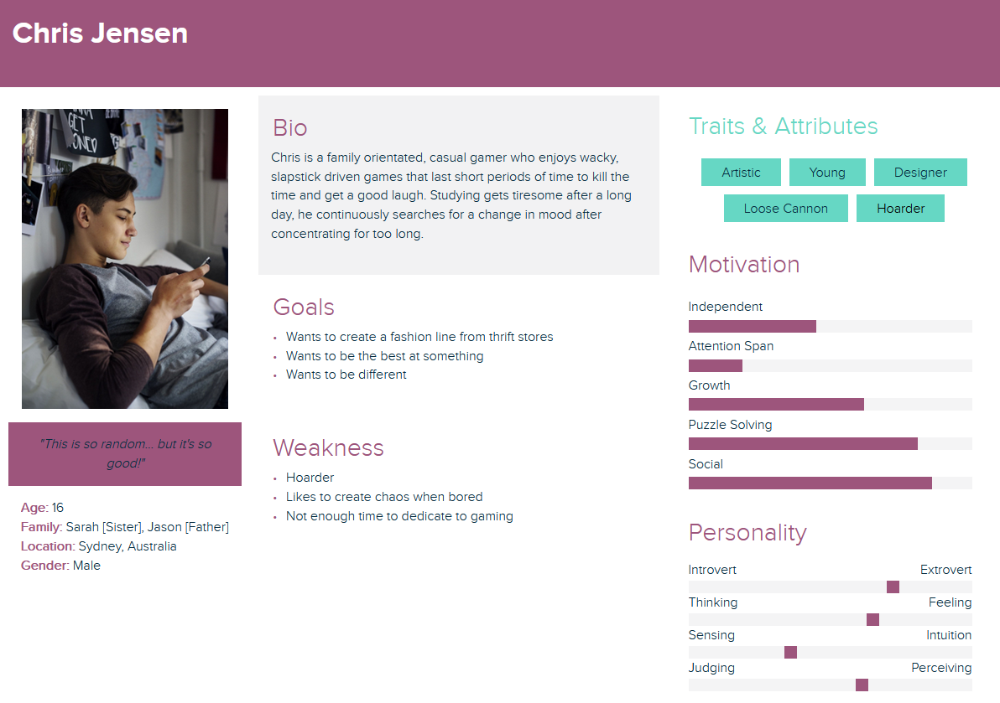 Chris Jensen
GET
"This is so random... but it's so
good!"
Age: 16
Family: Sarah [Sister], Jason [Father]
Location: Sydney, Australia
Gender: Male
Bio
Chris is a family orientated, casual gamer who enjoys wacky,
slapstick driven games that last short periods of time to kill the
time and get a good laugh. Studying gets tiresome after a long
day, he continuously searches for a change in mood after
concentrating for too long.
Goals
Wants to create a fashion line from thrift stores
Wants to be the best at something
Wants to be different
Weakness
Hoarder
Likes to create chaos when bored
Not enough time to dedicate to gaming
Traits & Attributes
Artistic Young Designer
Loose Cannon Hoarder
Motivation
Independent
Attention Span
Growth
Puzzle Solving
Social
Personality
Introvert Extrovert
Thinking Feeling
Sensing Intuition
Judging Perceiving